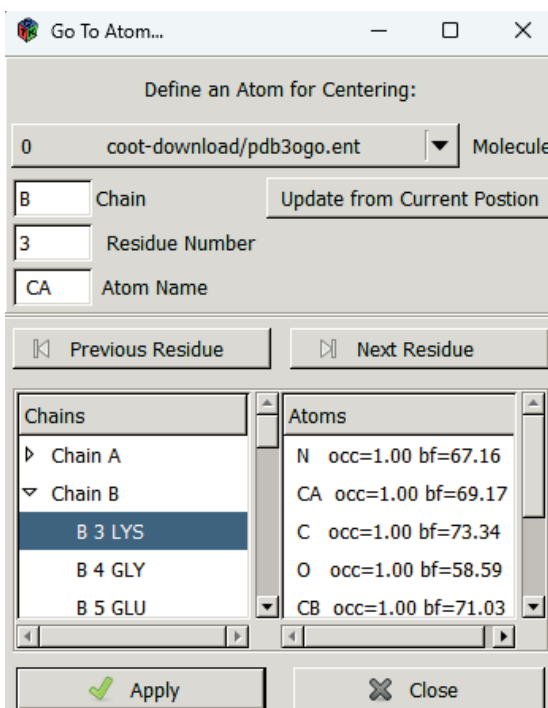 Go To Atom...
Define an Atom for Centering:
0 coot-download/pdb3ogo.ent Molecule
B Chain Update from Current Postion
3 Residue Number
CA Atom Name
Previous Residue Next Residue
Chains Atoms
Chain A N occ=1.00 bf=67.16
Chain B CA occ=1.00 bf=69.17
B 3 LYS C occ=1.00 bf=73.34
B 4 GLY O occ=1.00 bf=58.59
B 5 GLU CB occ=1.00 bf=71.03
Apply Close